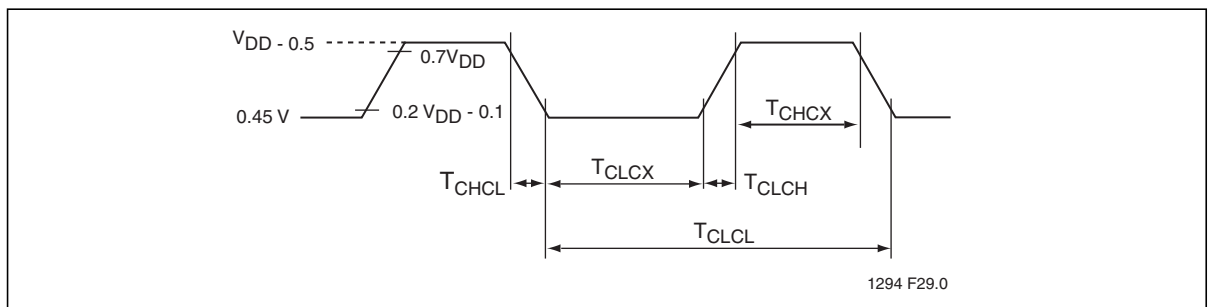 VDD - 0.5
0.7VDD
0.45 V
0.2 VDD - 0.1
TCHCX
TCHCL
TCLCX
TCLCH
TCLCL
1294 F29.0